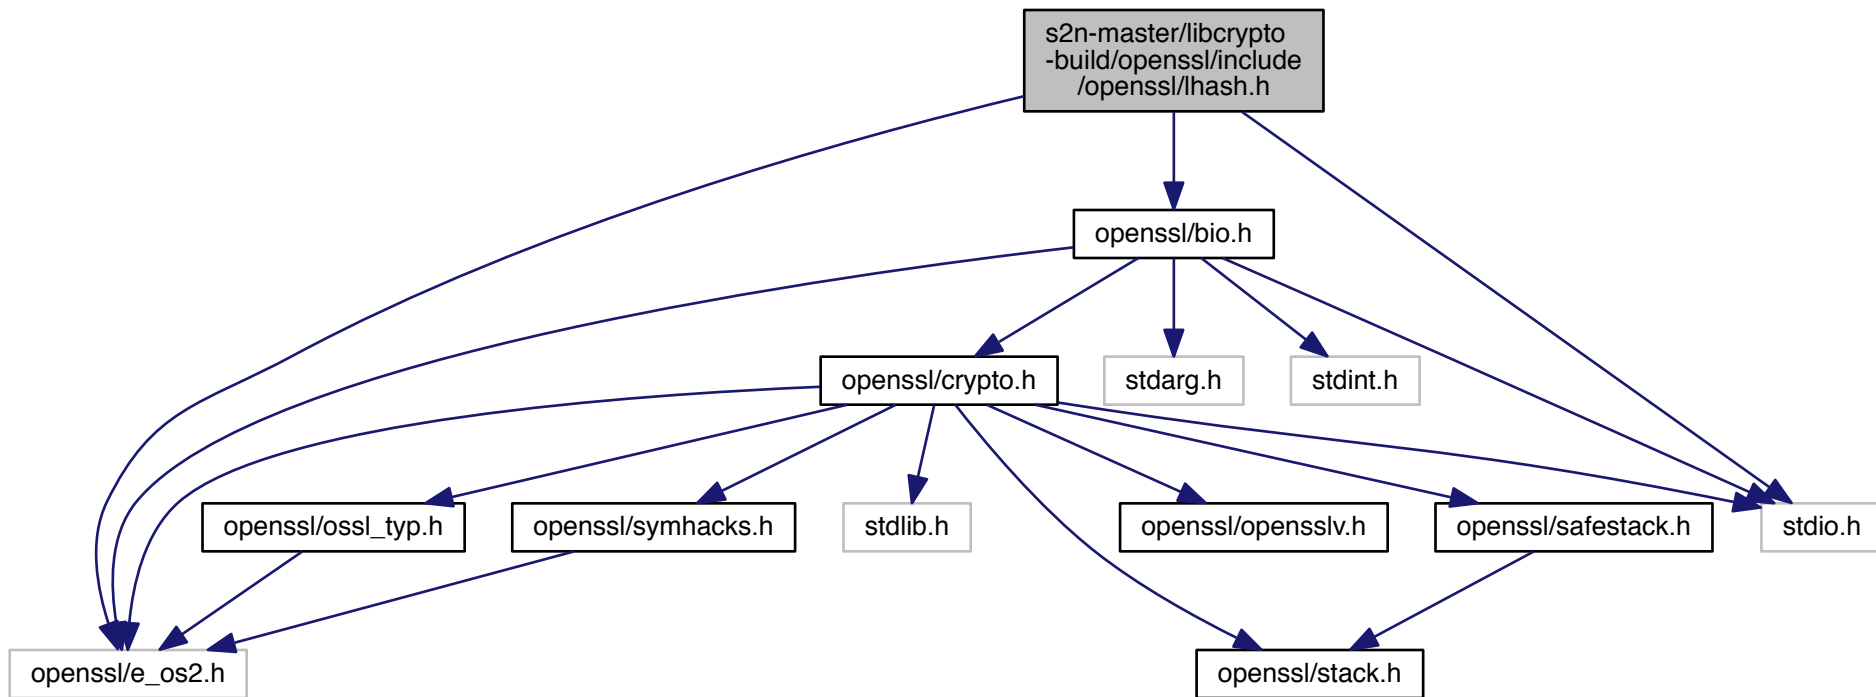 s2n-master/libcrypto
-build/openssl/include
/openssl/lhash.h
openssl/bio.h
openssl/crypto.h
stdarg.h
stdint.h
openssl/ossl_typ.h
openssl/symhacks.h
stdlib.h
openssl/opensslv.h
openssl/safestack.h
stdio.h
openssl/e_os2.h
openssl/stack.h